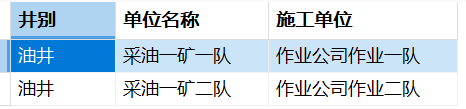 井别 单位名称 施工单位
油井 采油一矿一队 作业公司作业一队
油井 采油一矿二队 作业公司作业二队